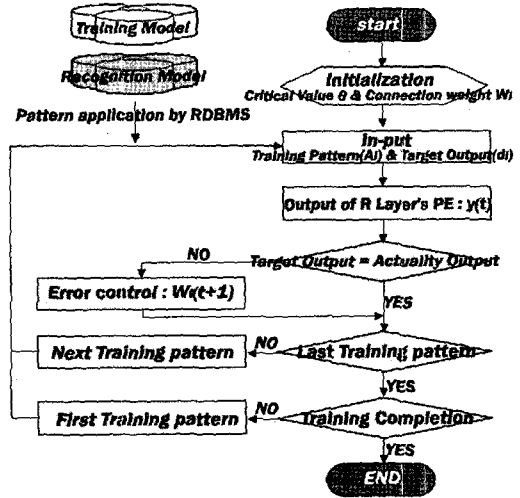 Training Model
Recognition Model
Pattern application by RDBMS
start
Initialization
Critical Value θ & Connection weight Wi
In-put
Training Pattern(Ai) & Target Output(di)
Output of R Layer's PE : y(t)
Target Output = Actuality Output
NO
Error control : Wi(t+1)
YES
Last Training pattern
NO
Next Training pattern
YES
Training Completion
NO
First Training pattern
YES
END